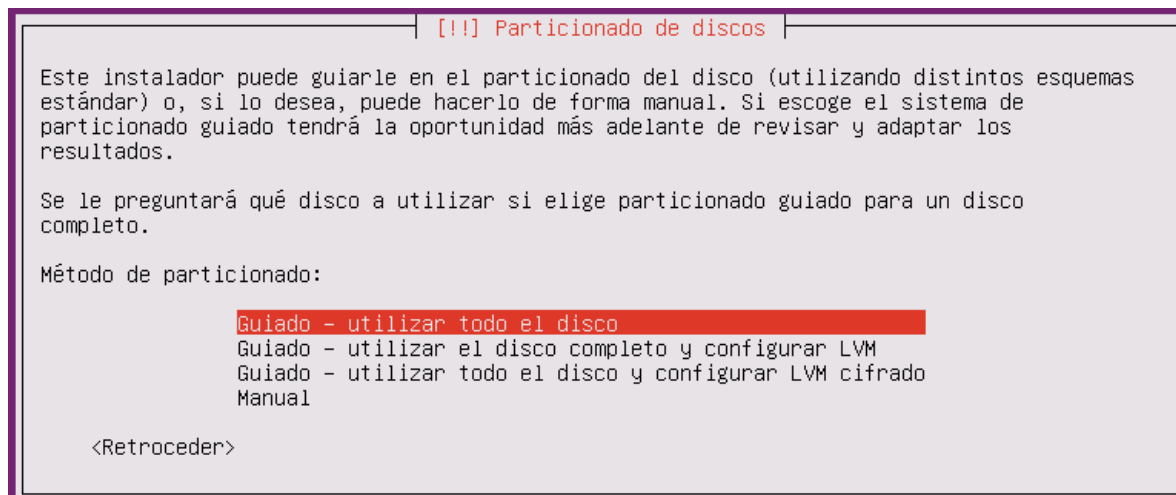 [!!] Particionado de discos
Este instalador puede guiarle en el particionado del disco (utilizando distintos esquemas
estándar) o, si lo desea, puede hacerlo de forma manual. Si escoge el sistema de
particionado guiado tendrá la oportunidad más adelante de revisar y adaptar los
resultados.
Se le preguntará qué disco a utilizar si elige particionado guiado para un disco
completo.
Método de particionado:
Guiado – utilizar todo el disco
Guiado – utilizar el disco completo y configurar LVM
Guiado – utilizar todo el disco y configurar LVM cifrado
Manual
<Retroceder>